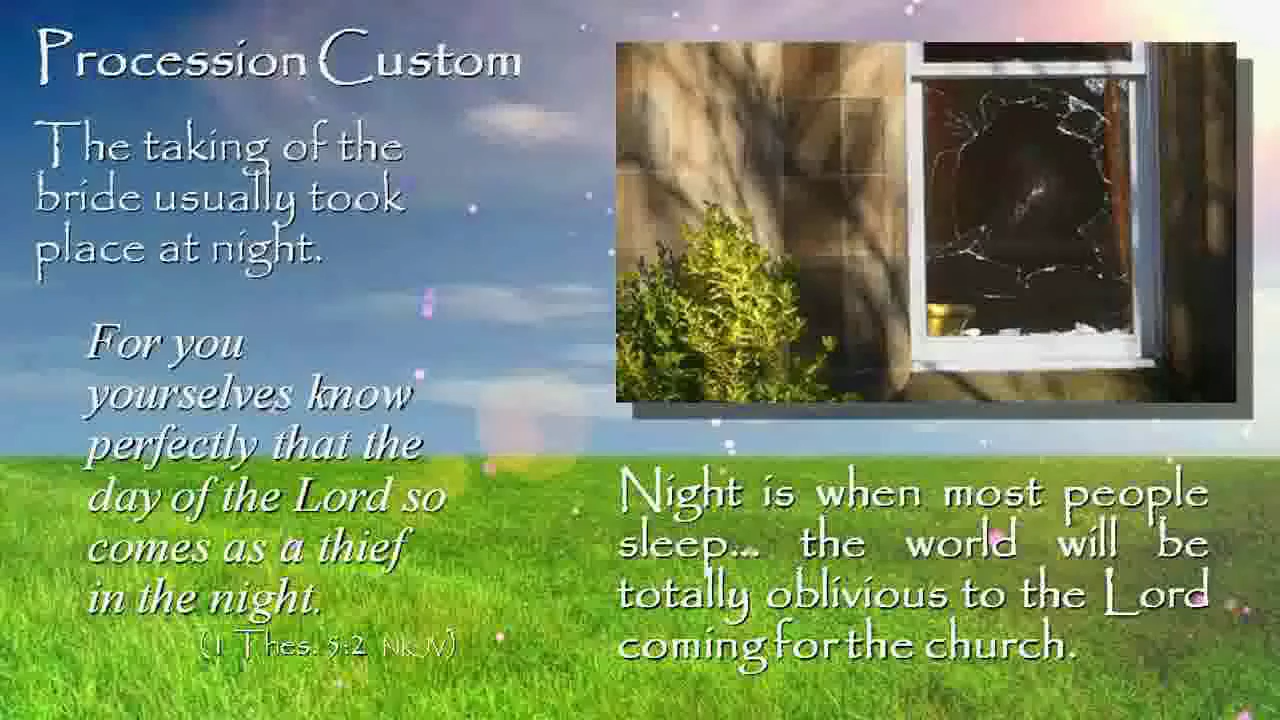 Procession Custom
The taking of the
bride usually took
place at night.
For you
yourselves know
perfectly that the
day of the Lord so
comes as a thief
in the night.
(1 Thes. 5:2 NKJV)
Night is when most people
sleep... the world will be
totally oblivious to the Lord
coming for the church.